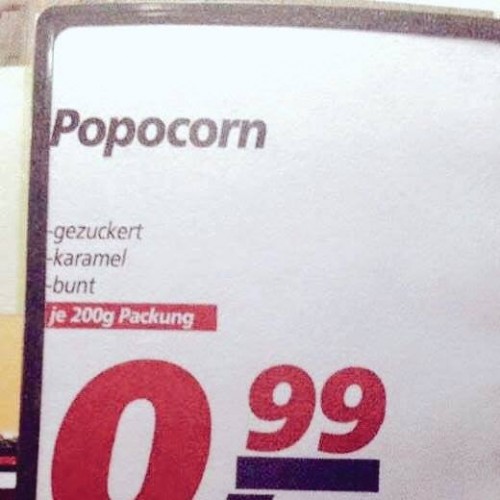 Popocorn
-gezuckert
-karamel
-bunt
je 200g Packung
0,99